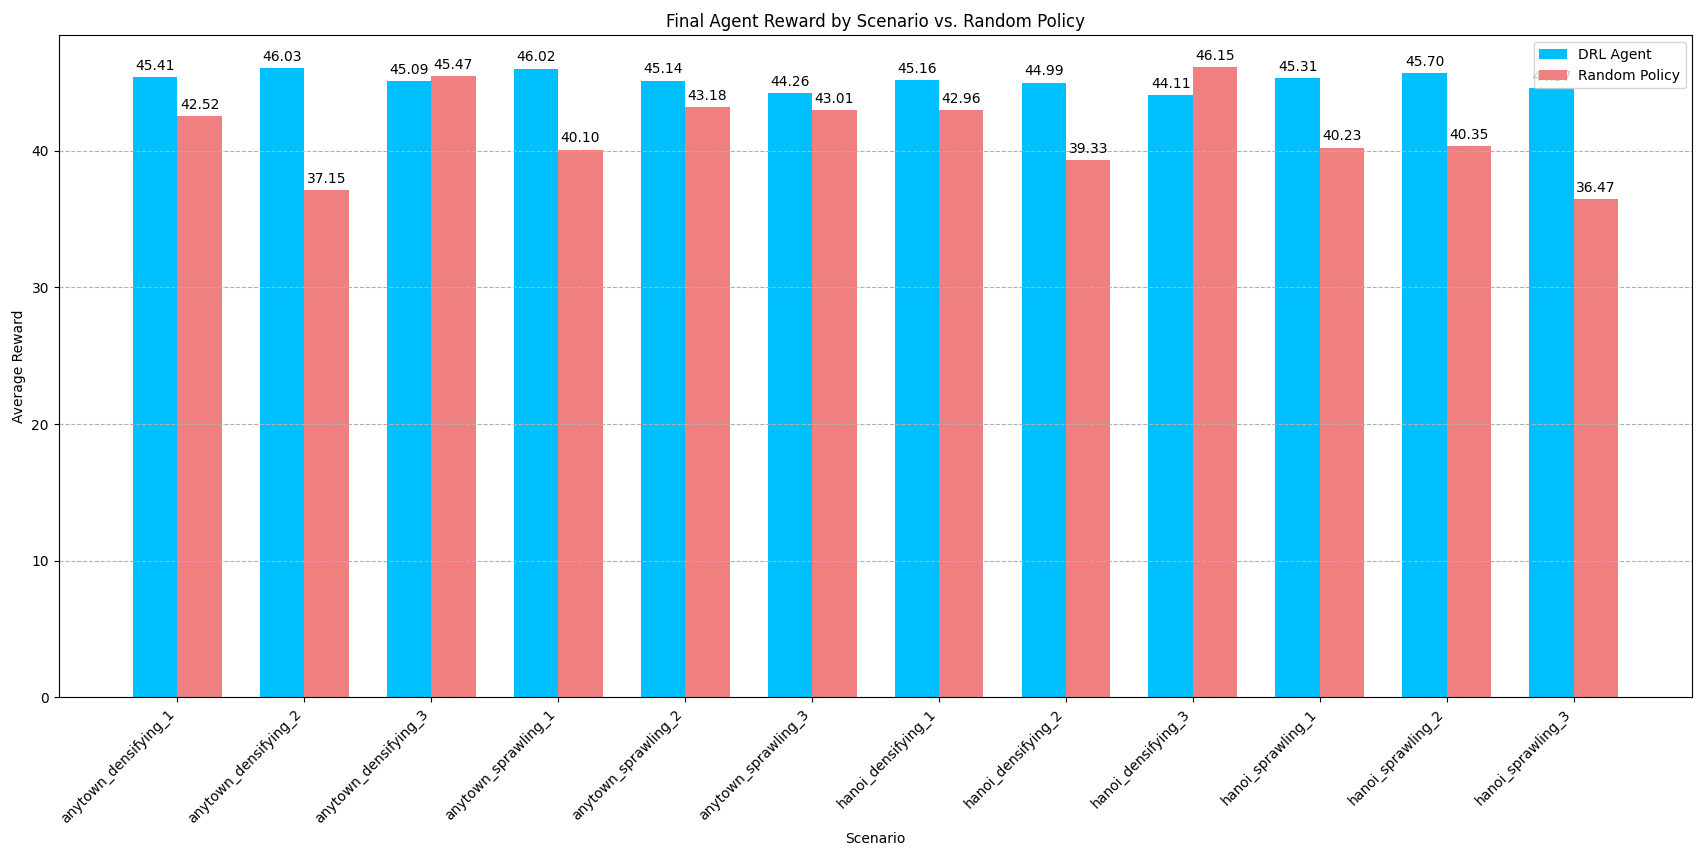 Final Agent Reward by Scenario vs. Random Policy
DRL Agent
Random Policy
45.41
42.52
46.03
37.15
45.09
45.47
46.02
40.10
45.14
43.18
44.26
43.01
45.16
42.96
44.99
39.33
44.11
46.15
45.31
40.23
45.70
40.35
36.47
Average Reward
40
30
20
10
0
anytown_densifying_1
anytown_densifying_2
anytown_densifying_3
anytown_sprawling_1
anytown_sprawling_2
anytown_sprawling_3
hanoi_densifying_1
hanoi_densifying_2
hanoi_densifying_3
hanoi_sprawling_1
hanoi_sprawling_2
hanoi_sprawling_3
Scenario